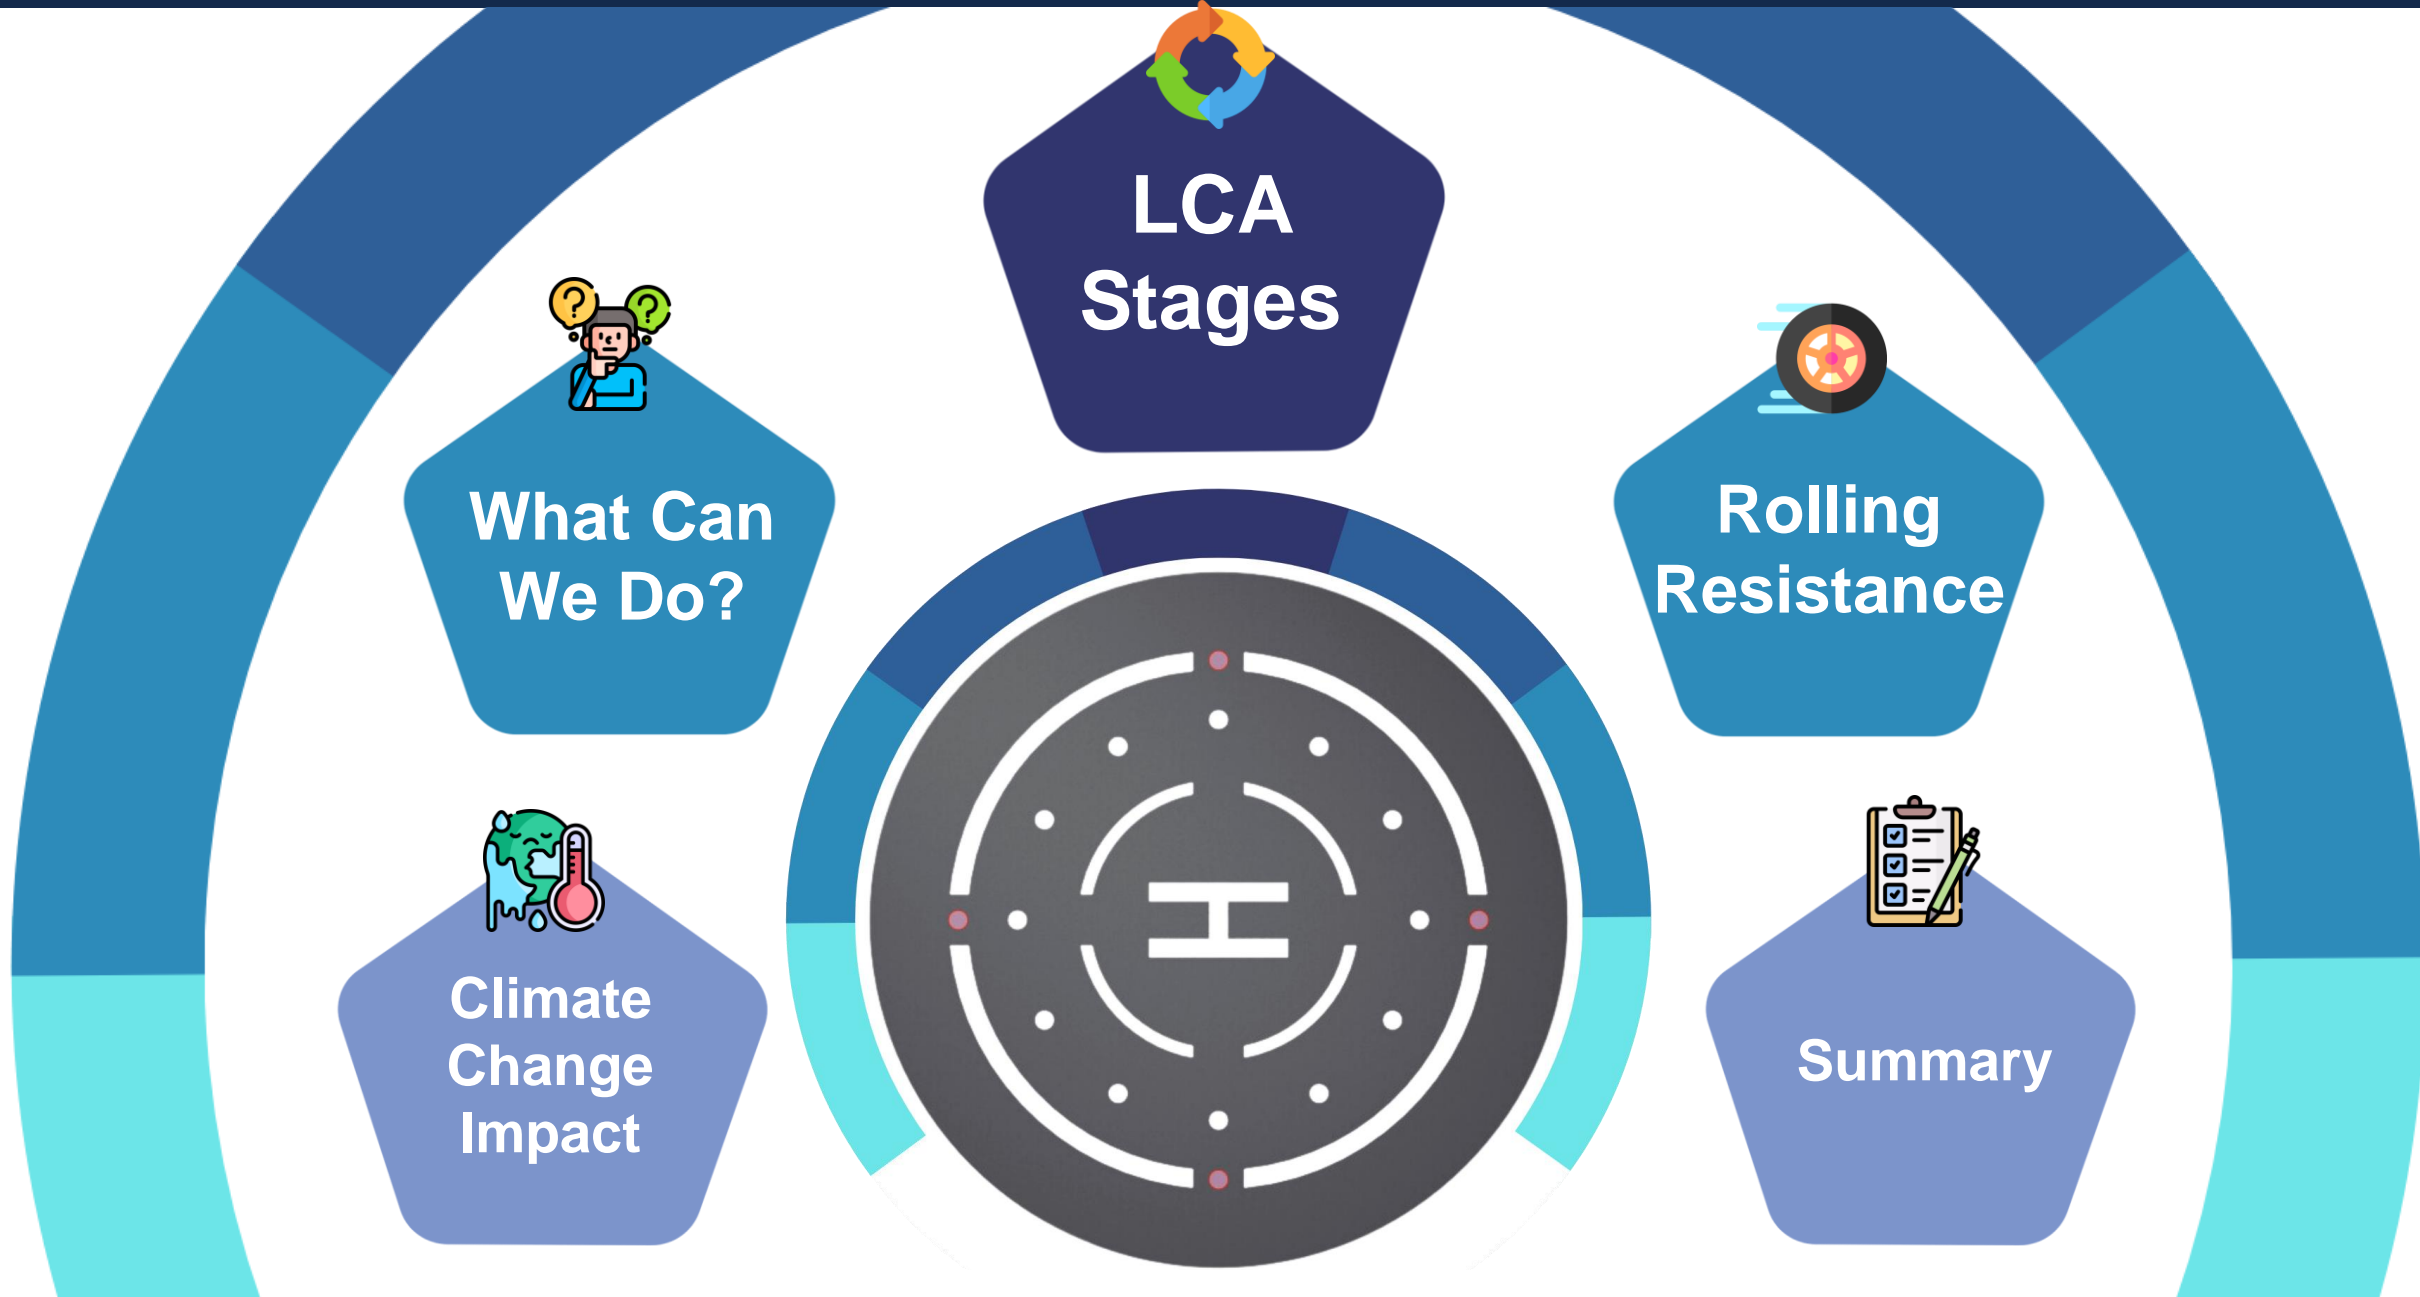 LCA
Stages
What Can
We Do?
Rolling
Resistance
Climate
Change
Impact
Summary
H